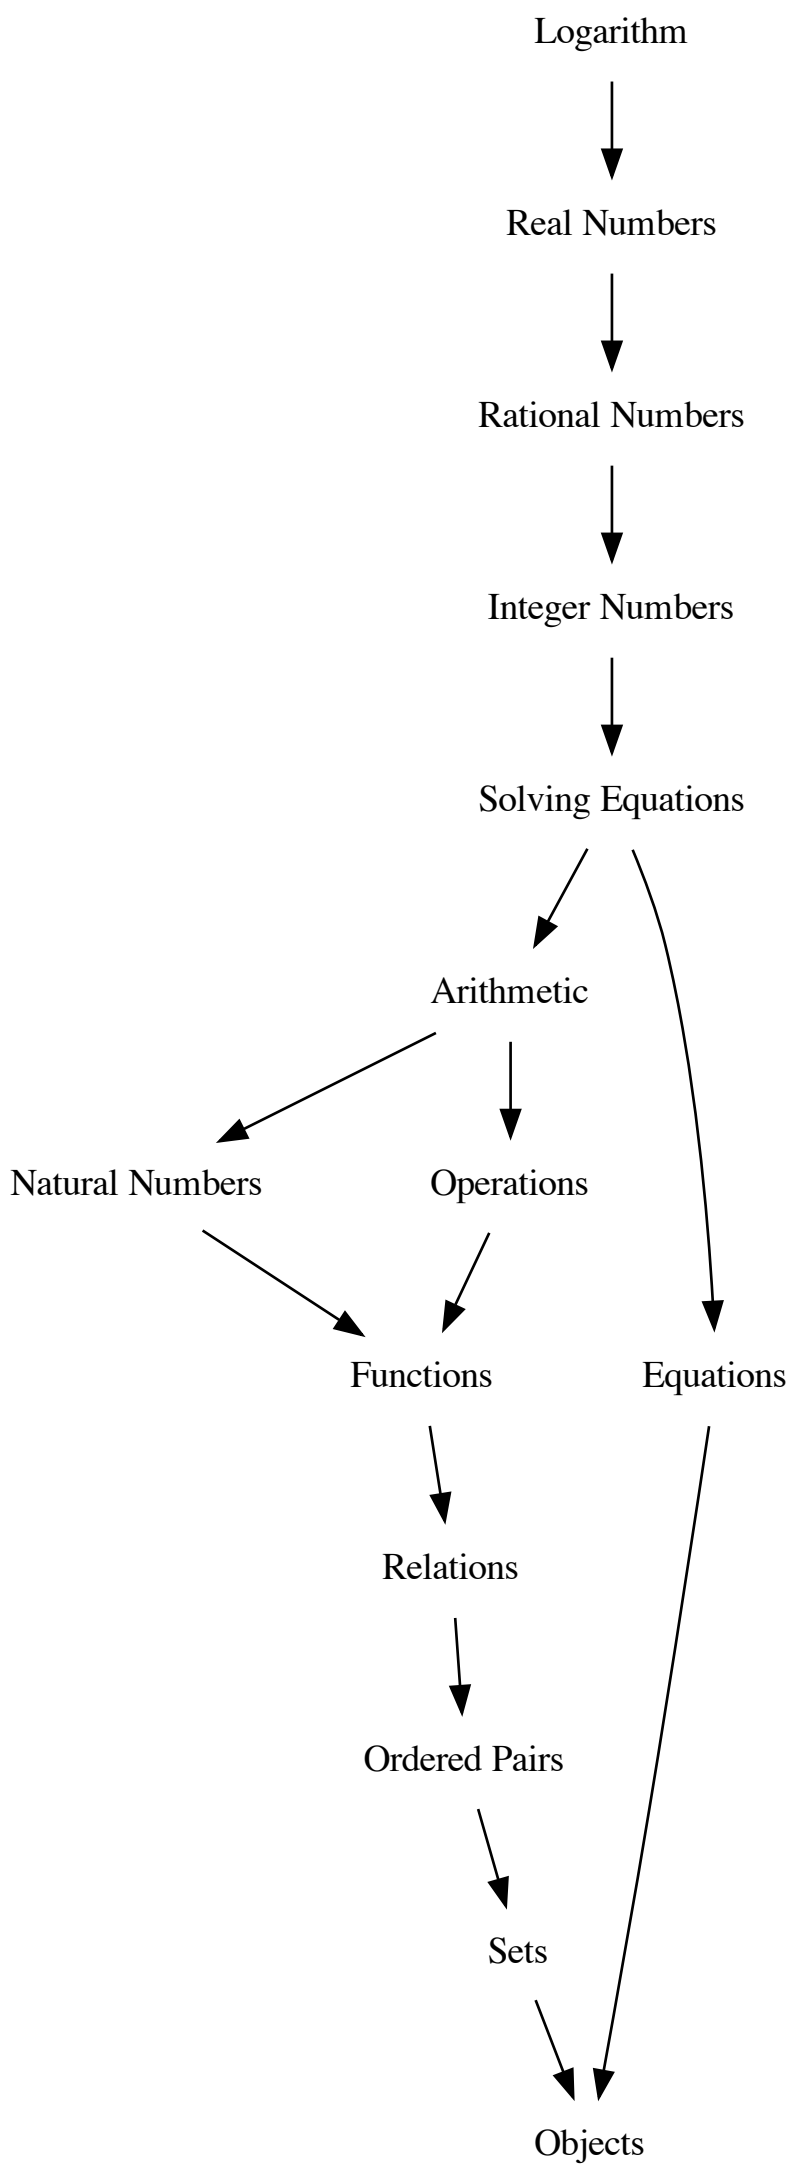 Logarithm
Real Numbers
Rational Numbers
Integer Numbers
Solving Equations
Arithmetic
Natural Numbers
Operations
Functions
Equations
Relations
Ordered Pairs
Sets
Objects